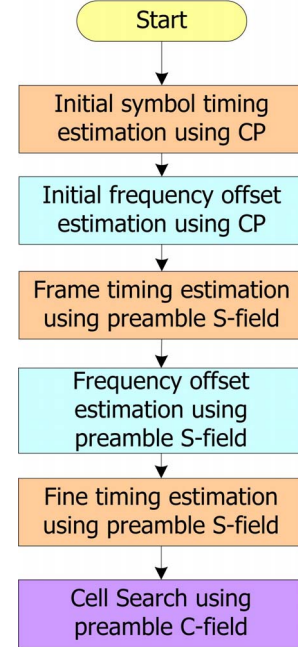 Start
Initial symbol timing
estimation using CP
Initial frequency offset
estimation using CP
Frame timing estimation
using preamble S-field
Frequency offset
estimation using
preamble S-field
Fine timing estimation
using preamble S-field
Cell Search using
preamble C-field